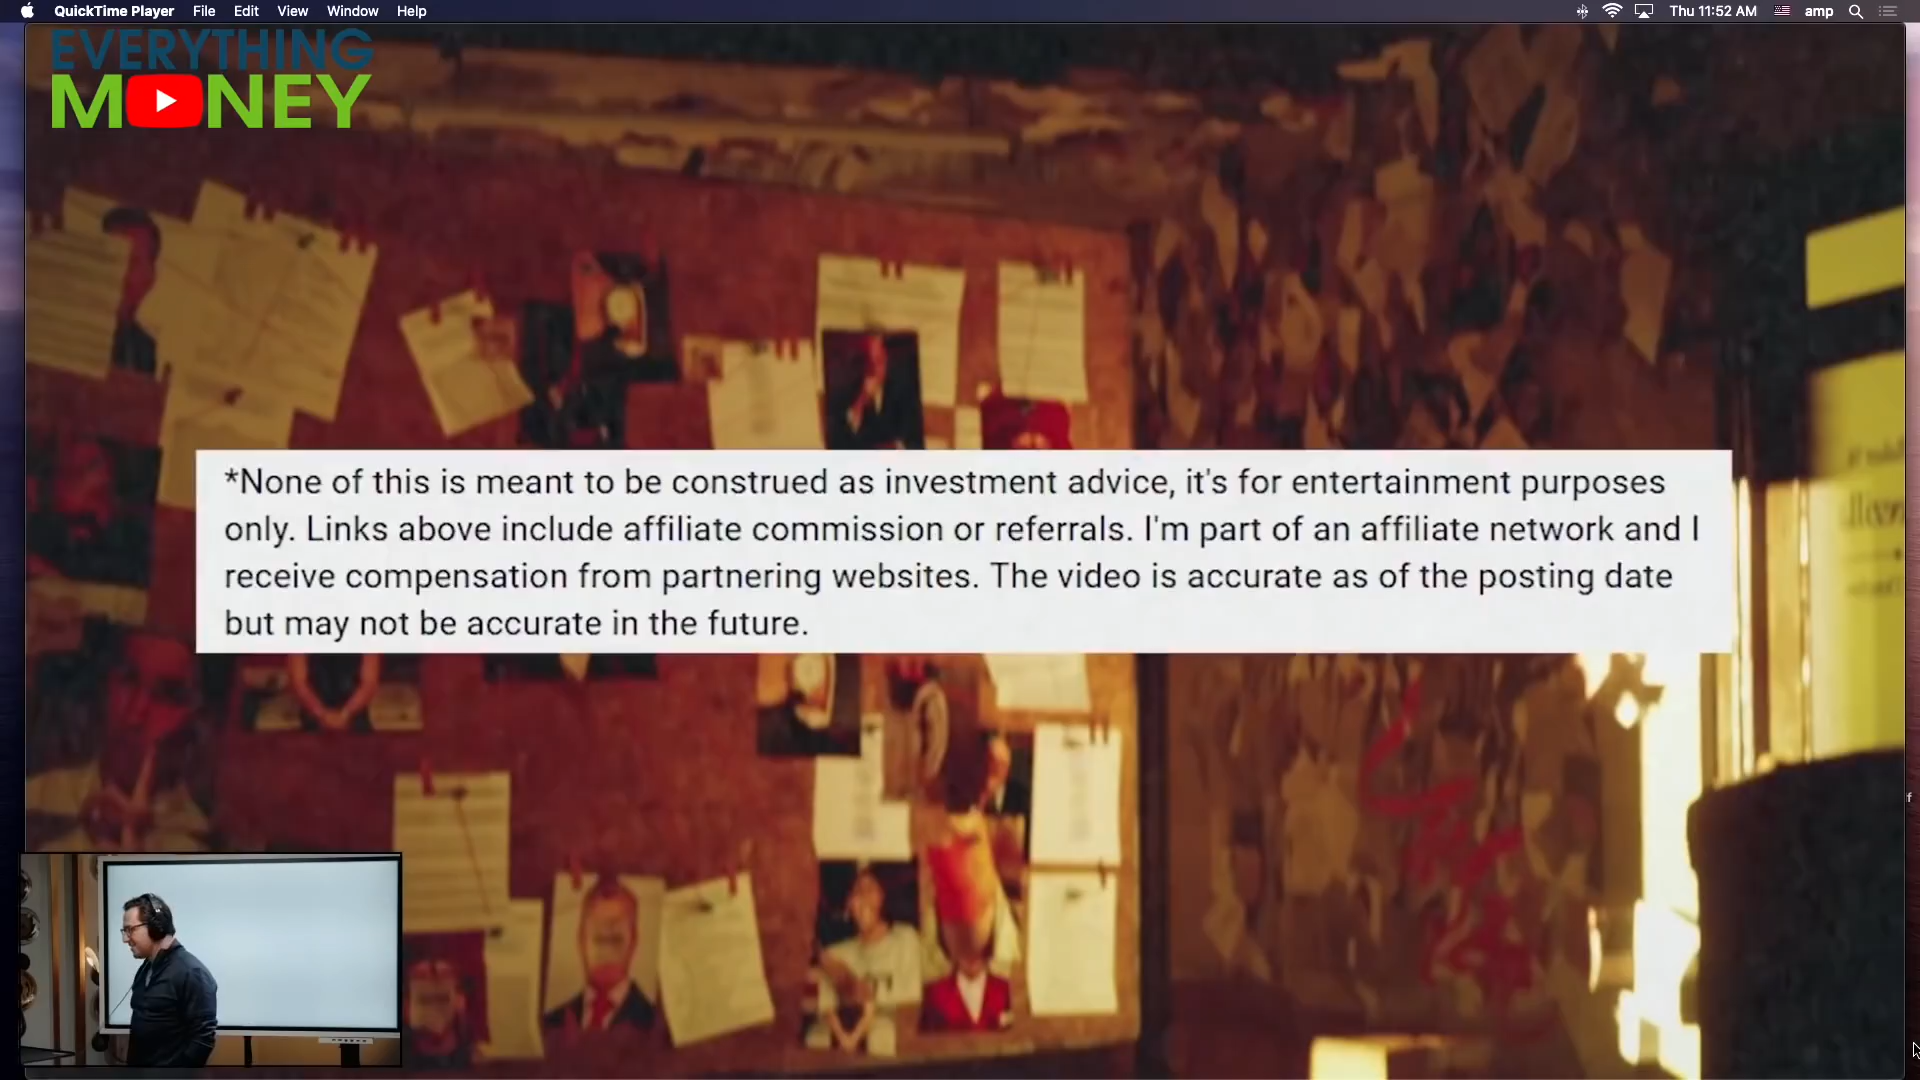 QuickTime Player File Edit View Window Help Thu 11:52 AM amp
EVERYTHING
MONEY
*None of this is meant to be construed as investment advice, it's for entertainment purposes
only. Links above include affiliate commission or referrals. I'm part of an affiliate network and I
receive compensation from partnering websites. The video is accurate as of the posting date
but may not be accurate in the future.